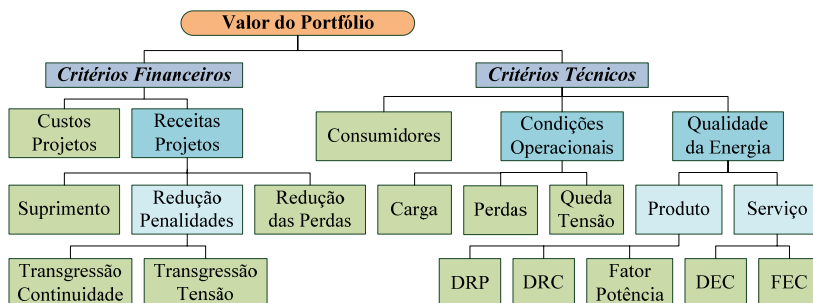 Valor do Portfólio
Critérios Financeiros
Critérios Técnicos
Custos
Projetos
Receitas
Projetos
Consumidores
Condições
Operacionais
Qualidade
da Energia
Suprimento
Redução
Penalidades
Redução
das Perdas
Carga
Perdas
Queda
Tensão
Produto
Serviço
Transgressão
Continuidade
Transgressão
Tensão
DRP
DRC
Fator
Potência
DEC
FEC